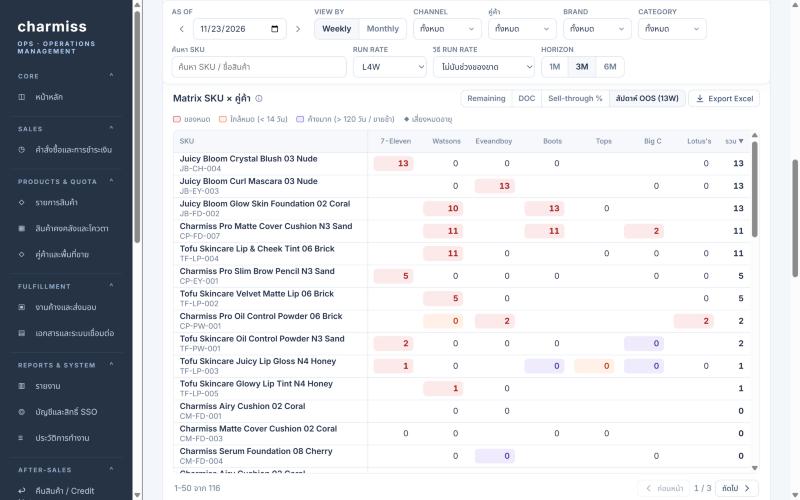 charmiss
OPS · OPERATIONS MANAGEMENT
CORE
หน้าหลัก
SALES
คำสั่งซื้อและการชำระเงิน
PRODUCTS & QUOTA
รายการสินค้า
สินค้าคงคลังและโควตา
คู่ค้าและพื้นที่ขาย
FULFILLMENT
งานค้างและส่งมอบ
เอกสารและระบบเชื่อมต่อ
REPORTS & SYSTEM
รายงาน
บัญชีและสิทธิ์ SSO
ประวัติการทำงาน
AFTER-SALES
คืนสินค้า / Credit
AS OF
11/23/2026
VIEW BY
Weekly Monthly
CHANNEL
ทั้งหมด
คู่ค้า
ทั้งหมด
BRAND
ทั้งหมด
CATEGORY
ทั้งหมด
ค้นหา SKU
ค้นหา SKU / ชื่อสินค้า
RUN RATE
L4W
วิธี RUN RATE
ไม่นับช่วงของขาด
HORIZON
1M 3M 6M
Matrix SKU × คู่ค้า
Remaining DOC Sell-through % สัปดาห์ OOS (13W) Export Excel
ของหมด ใกล้หมด (< 14 วัน) ค้างมาก (> 120 วัน / ขายช้า) ◆ เสี่ยงหมดอายุ
SKU 7-Eleven Watsons Eveandboy Boots Tops Big C Lotus's รวม ▼
Juicy Bloom Crystal Blush 03 Nude
JB-CH-004
13 0 0 0 0 13
Juicy Bloom Curl Mascara 03 Nude
JB-EY-003
0 13 0 0 13
Juicy Bloom Glow Skin Foundation 02 Coral
JB-FD-002
10 13 0 13
Charmiss Pro Matte Cover Cushion N3 Sand
CP-FD-007
11 11 2 11
Tofu Skincare Lip & Cheek Tint 06 Brick
TF-LP-004
11 0 0 0 0 11
Charmiss Pro Slim Brow Pencil N3 Sand
CP-EY-001
5 0 0 0 0 0 5
Tofu Skincare Velvet Matte Lip 06 Brick
TF-LP-002
5 0 0 5
Charmiss Pro Oil Control Powder 06 Brick
CP-PW-001
0 2 2 2
Tofu Skincare Oil Control Powder N3 Sand
TF-PW-001
2 0 0 0 0 2
Tofu Skincare Juicy Lip Gloss N4 Honey
TF-LP-003
1 0 0 0 0 0 0 1
Tofu Skincare Glowy Lip Tint N4 Honey
TF-LP-005
1 0 1
Charmiss Airy Cushion 02 Coral
CM-FD-001
0 0 0
Charmiss Matte Cover Cushion 02 Coral
CM-FD-003
0 0 0 0 0
Charmiss Serum Foundation 08 Cherry
CM-FD-004
0 0 0
1-50 จาก 116
ก่อนหน้า 1 / 3 ถัดไป